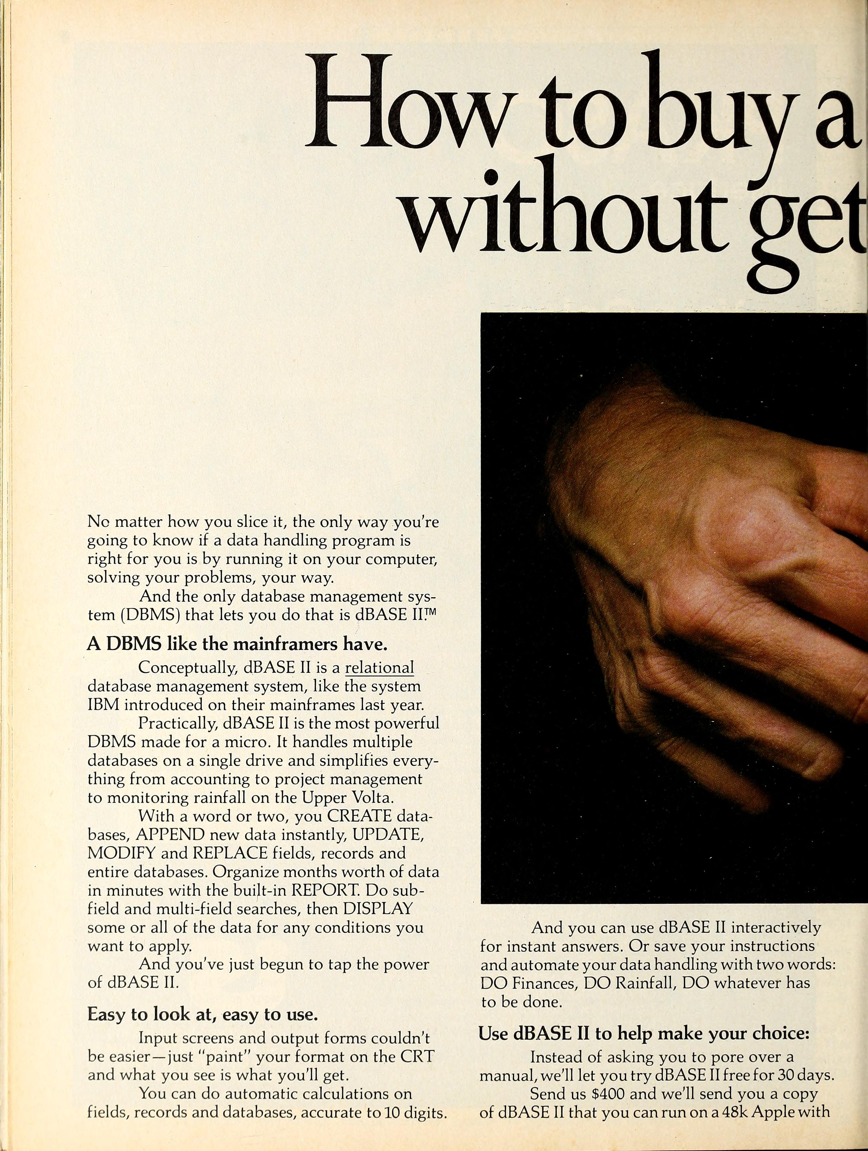 How to buy a
without get
No matter how you slice it, the only way you're
going to know if a data handling program is
right for you is by running it on your computer,
solving your problems, your way.
And the only database management sys-
tem (DBMS) that lets you do that is dBASE II.™
A DBMS like the mainframers have.
Conceptually, dBASE II is a relational
database management system, like the system
IBM introduced on their mainframes last year.
Practically, dBASE II is the most powerful
DBMS made for a micro. It handles multiple
databases on a single drive and simplifies every-
thing from accounting to project management
to monitoring rainfall on the Upper Volta.
With a word or two, you CREATE data-
bases, APPEND new data instantly, UPDATE,
MODIFY and REPLACE fields, records and
entire databases. Organize months worth of data
in minutes with the built-in REPORT. Do sub-
field and multi-field searches, then DISPLAY
some or all of the data for any conditions you
want to apply.
And you've just begun to tap the power
of dBASE II.
Easy to look at, easy to use.
Input screens and output forms couldn't
be easier—just "paint" your format on the CRT
and what you see is what you'll get.
You can do automatic calculations on
fields, records and databases, accurate to 10 digits.
And you can use dBASE II interactively
for instant answers. Or save your instructions
and automate your data handling with two words:
DO Finances, DO Rainfall, DO whatever has
to be done.
Use dBASE II to help make your choice:
Instead of asking you to pore over a
manual, we'll let you try dBASE II free for 30 days.
Send us $400 and we'll send you a copy
of dBASE II that you can run on a 48k Apple with